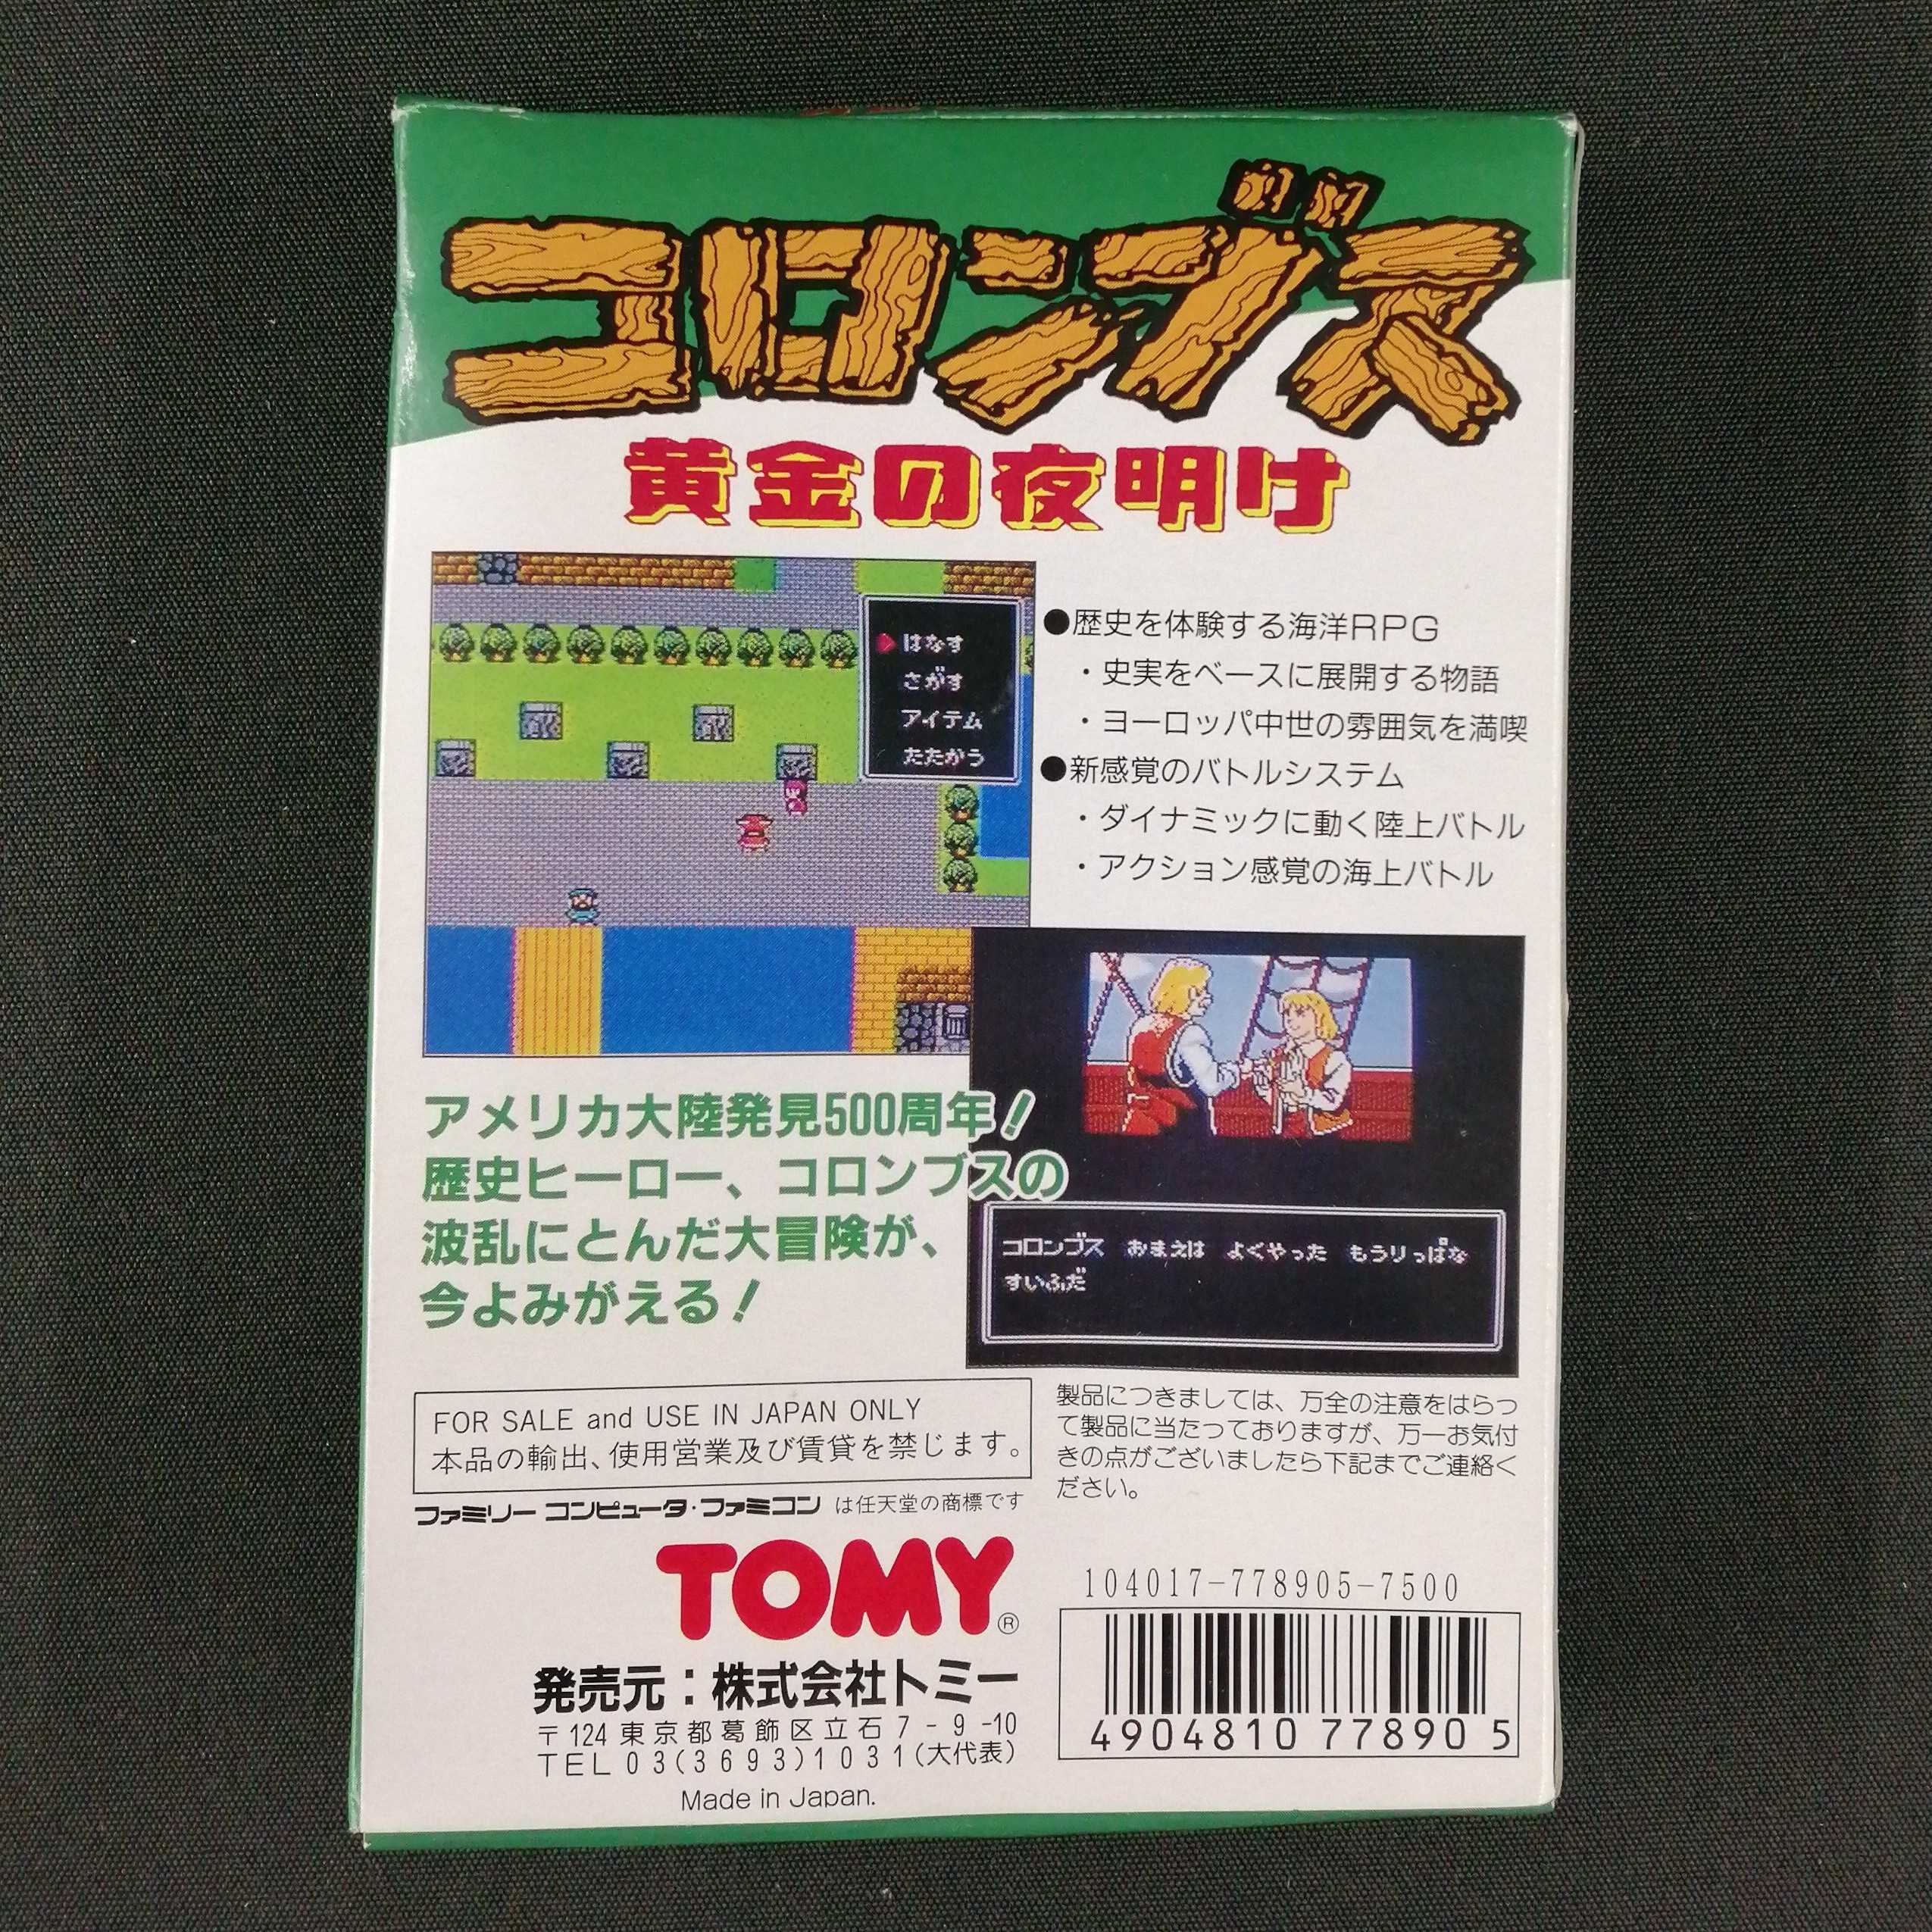 コロンブス
黄金の夜明け
はなす
さがす
アイテム
たたかう
●歴史を体験する海洋RPG
・史実をベースに展開する物語
・ヨーロッパ中世の雰囲気を満喫
●新感覚のバトルシステム
・ダイナミックに動く陸上バトル
・アクション感覚の海上バトル
アメリカ大陸発見500周年!
歴史ヒーロー、コロンブスの
波乱にとんだ大冒険が、
今よみがえる!
コロンブス おまえは よくやった もうりっぱな
すいふだ
FOR SALE and USE IN JAPAN ONLY
本品の輸出、使用営業及び賃貸を禁じます。
ファミリーコンピュータ・ファミコン は任天堂の商標です
製品につきましては、万全の注意をはらっ
て製品に当たっておりますが、万一お気付
きの点がございましたら下記までご連絡く
ださい。
TOMY®
発売元:株式会社トミー
〒124 東京都葛飾区立石7-9-10
TEL 03(3693)1031(大代表)
Made in Japan.
104017-778905-7500
4904810 77890 5